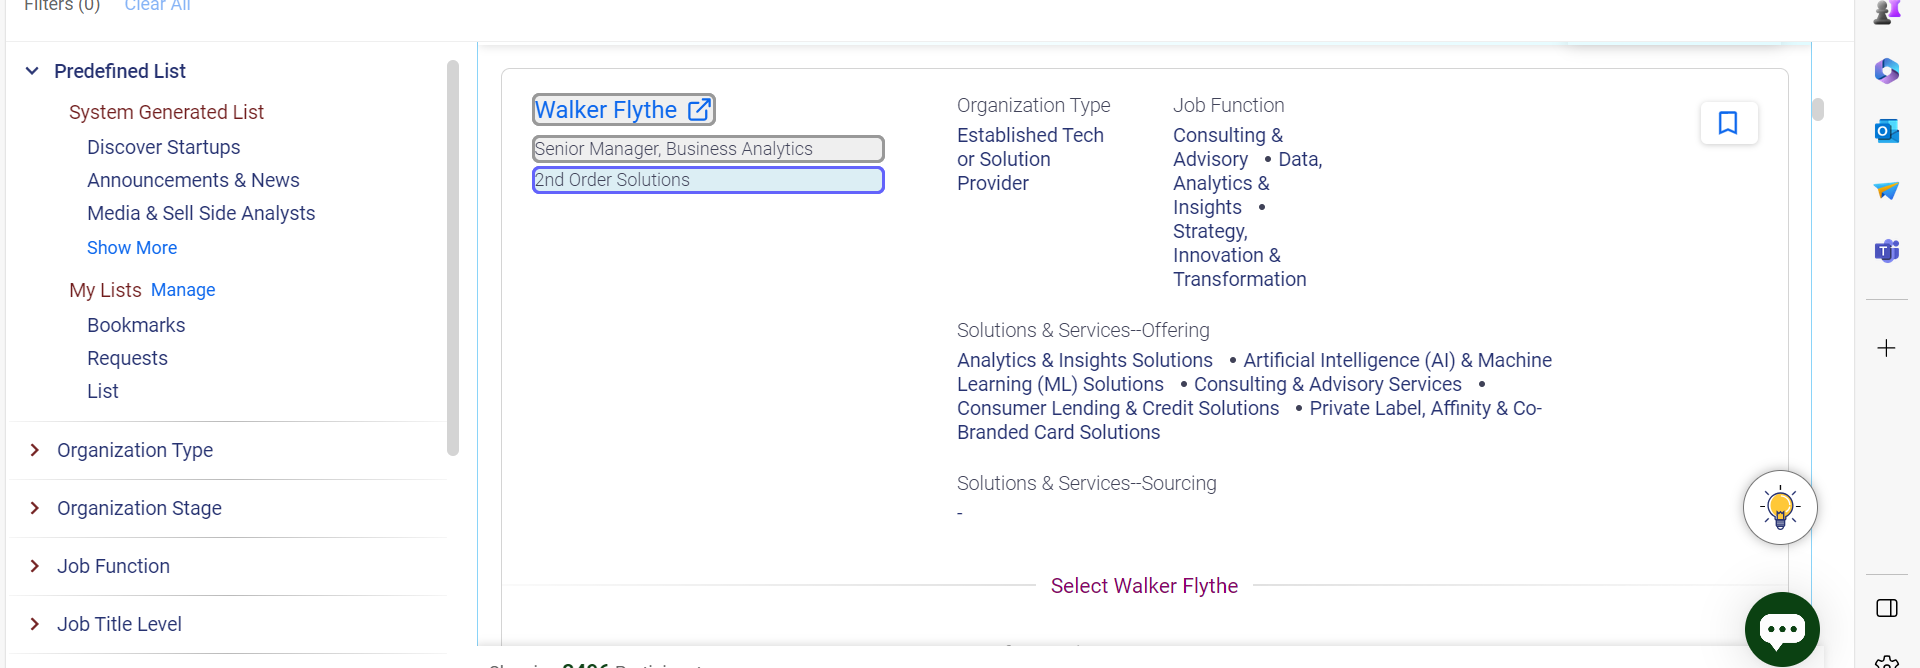 Filters (0) Clear All
Predefined List
System Generated List
Discover Startups
Announcements & News
Media & Sell Side Analysts
Show More
My Lists Manage
Bookmarks
Requests
List
Organization Type
Organization Stage
Job Function
Job Title Level
Walker Flythe
Senior Manager, Business Analytics
2nd Order Solutions
Organization Type
Established Tech
or Solution
Provider
Job Function
Consulting &
Advisory • Data,
Analytics &
Insights •
Strategy,
Innovation &
Transformation
Solutions & Services--Offering
Analytics & Insights Solutions • Artificial Intelligence (AI) & Machine
Learning (ML) Solutions • Consulting & Advisory Services •
Consumer Lending & Credit Solutions • Private Label, Affinity & Co-
Branded Card Solutions
Solutions & Services--Sourcing
-
Select Walker Flythe